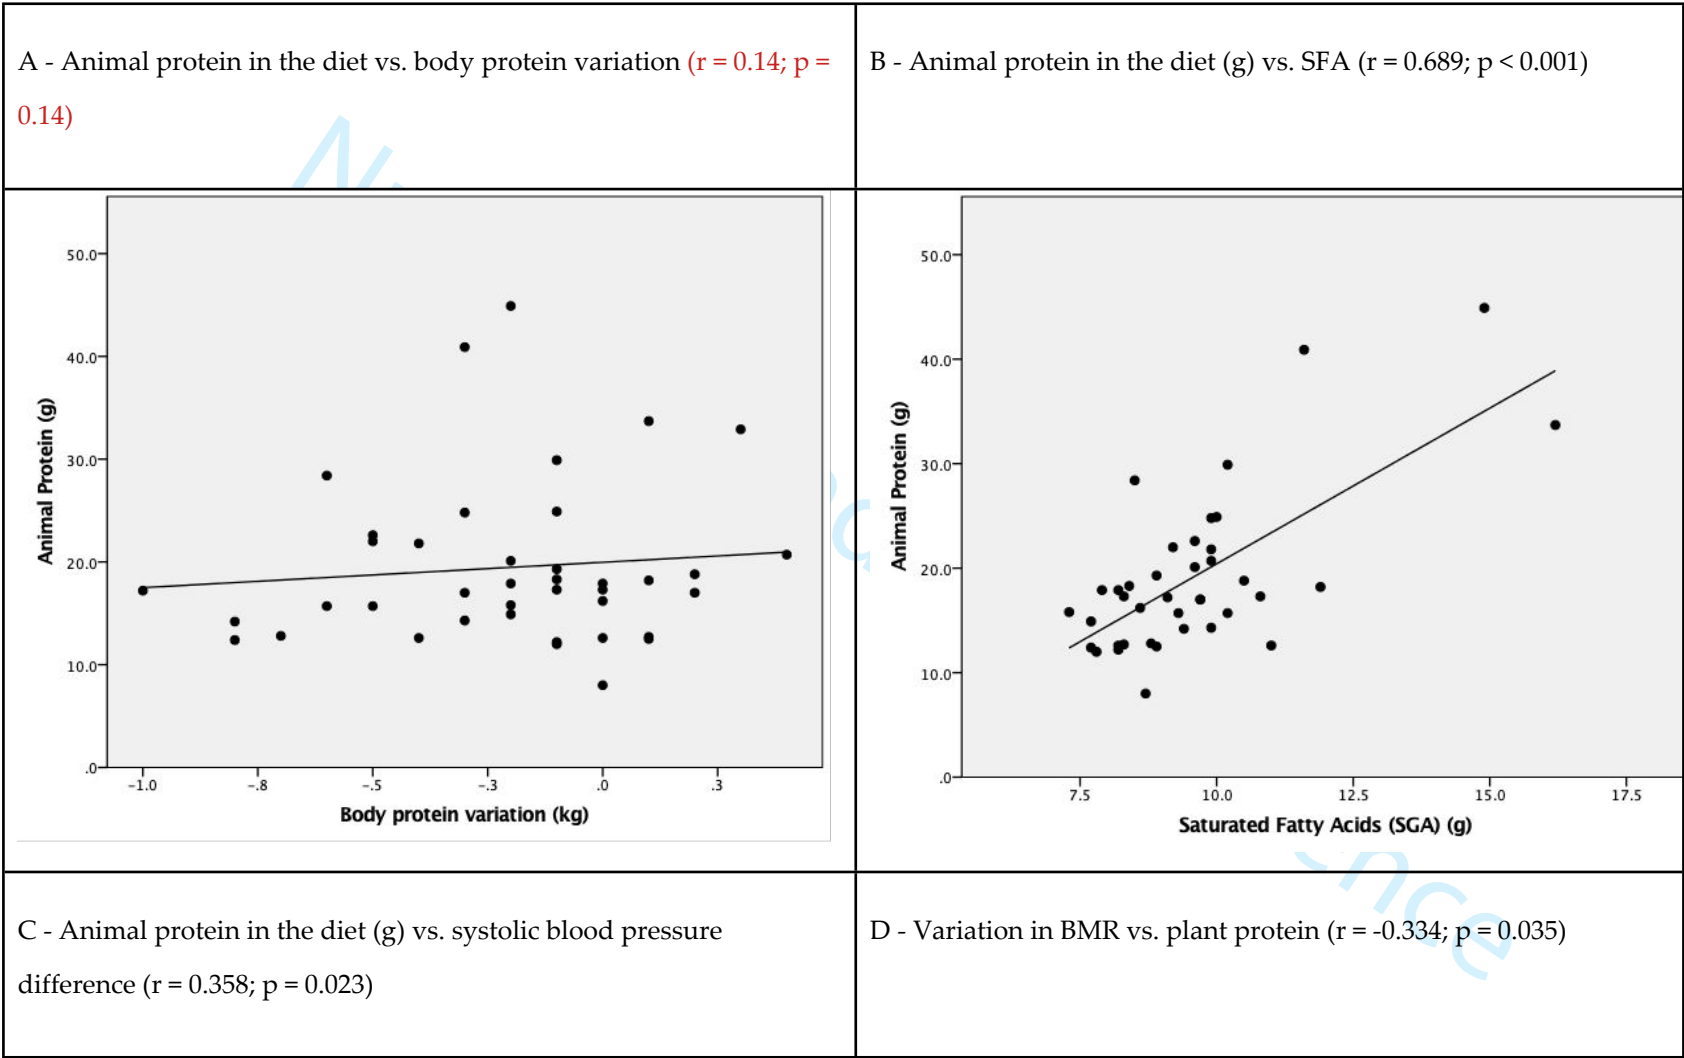 A - Animal protein in the diet vs. body protein variation (r = 0.14; p =
0.14)
B - Animal protein in the diet (g) vs. SFA (r = 0.689; p < 0.001)
50.0
40.0
30.0
20.0
10.0
.0
Animal Protein (g)
-1.0 -.8 -.5 -.3 .0 .3
Body protein variation (kg)
50.0
40.0
30.0
20.0
10.0
.0
Animal Protein (g)
7.5 10.0 12.5 15.0 17.5
Saturated Fatty Acids (SGA) (g)
C - Animal protein in the diet (g) vs. systolic blood pressure
difference (r = 0.358; p = 0.023)
D - Variation in BMR vs. plant protein (r = -0.334; p = 0.035)